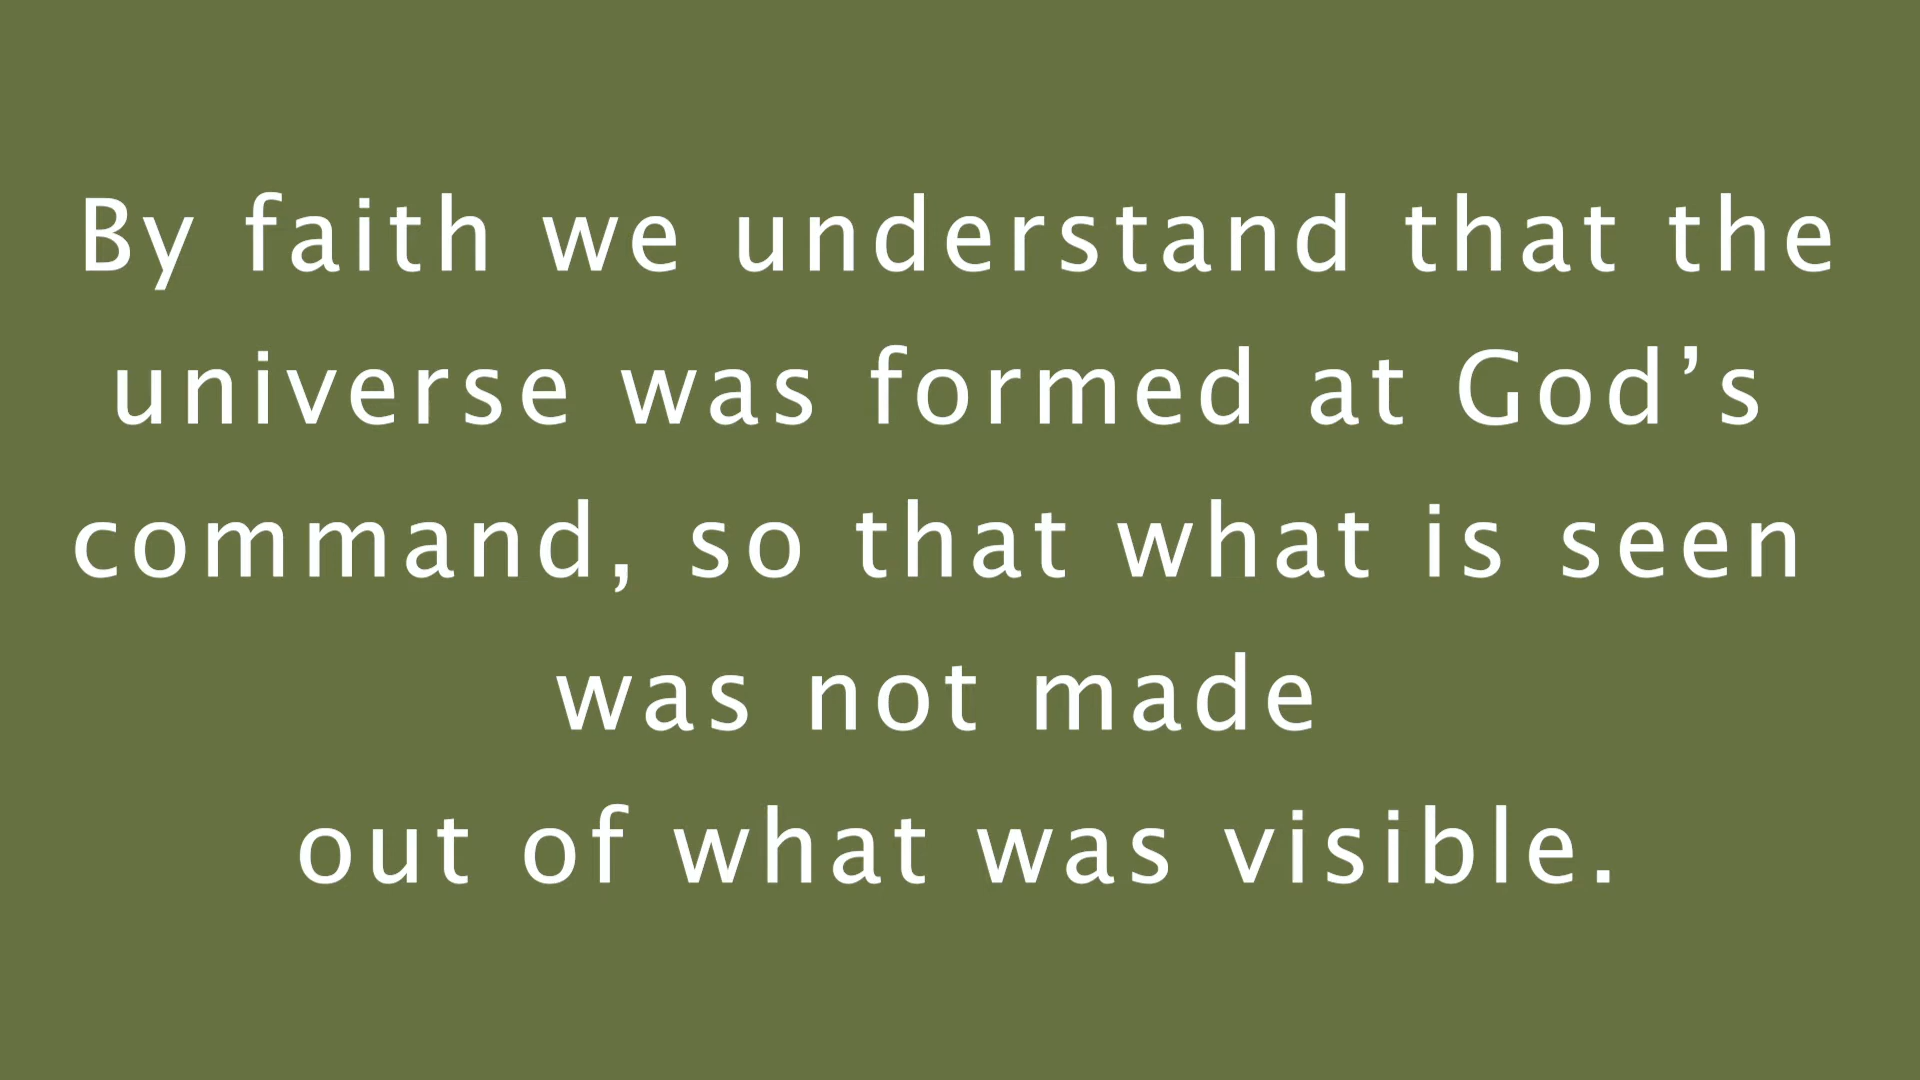 By faith we understand that the
universe was formed at God’s
command, so that what is seen
was not made
out of what was visible.